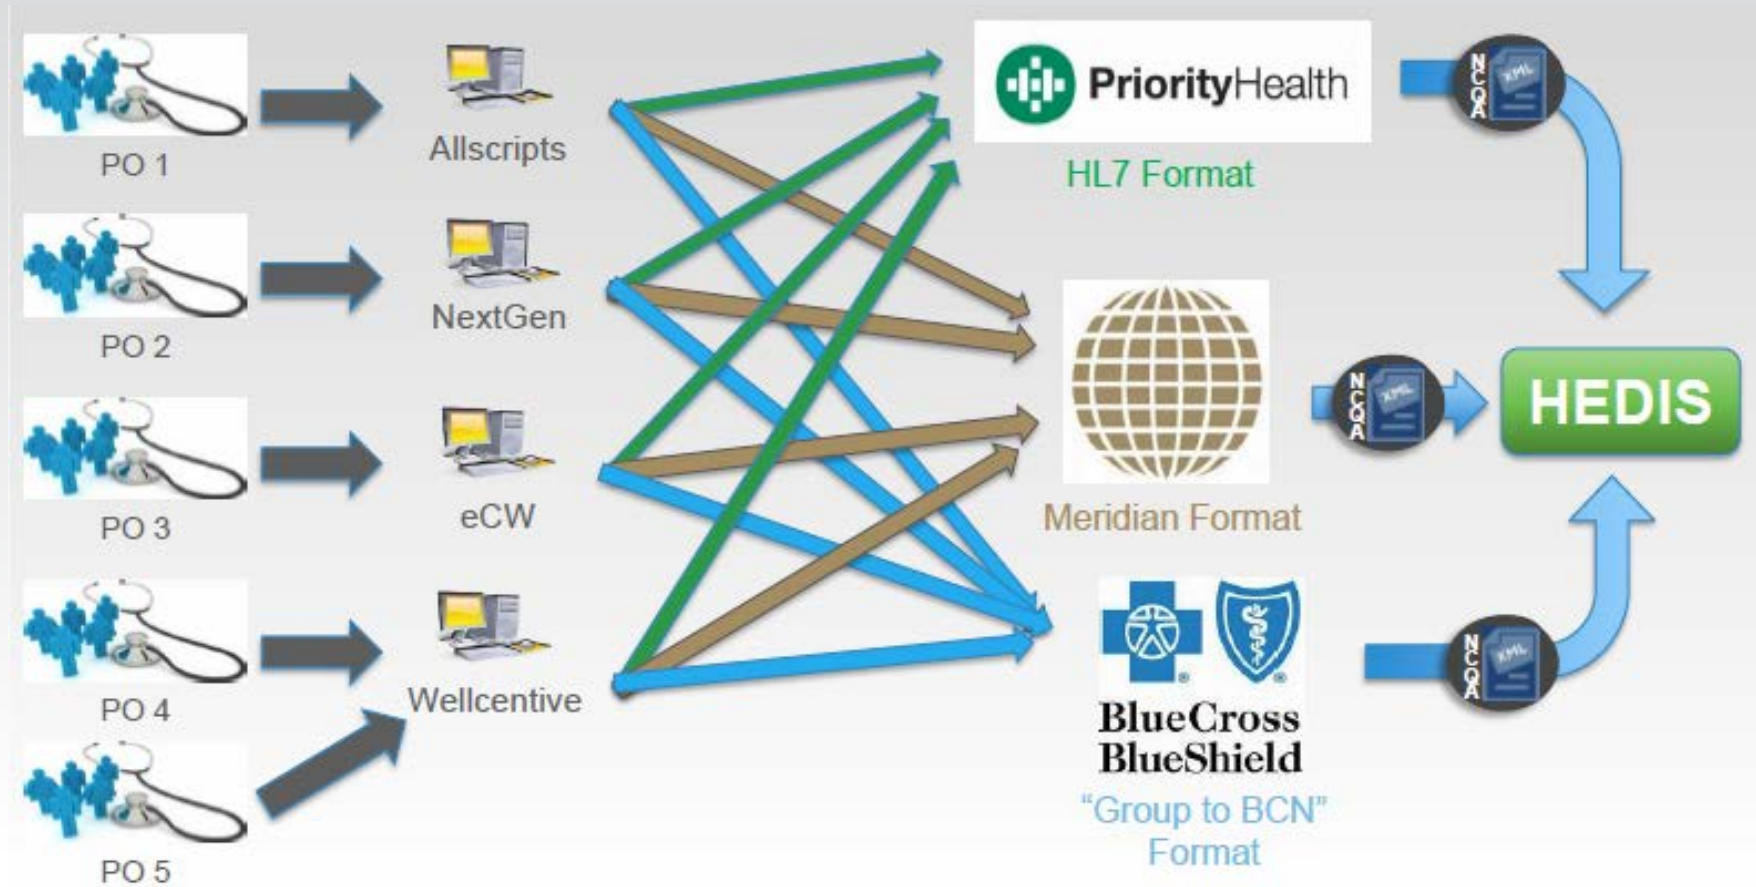 PO 1
PO 2
PO 3
PO 4
PO 5
Allscripts
NextGen
eCW
Wellcentive
PriorityHealth
HL7 Format
Meridian Format
BlueCross
BlueShield
“Group to BCN”
Format
NCQA
XML
NCQA
XML
NCQA
XML
HEDIS